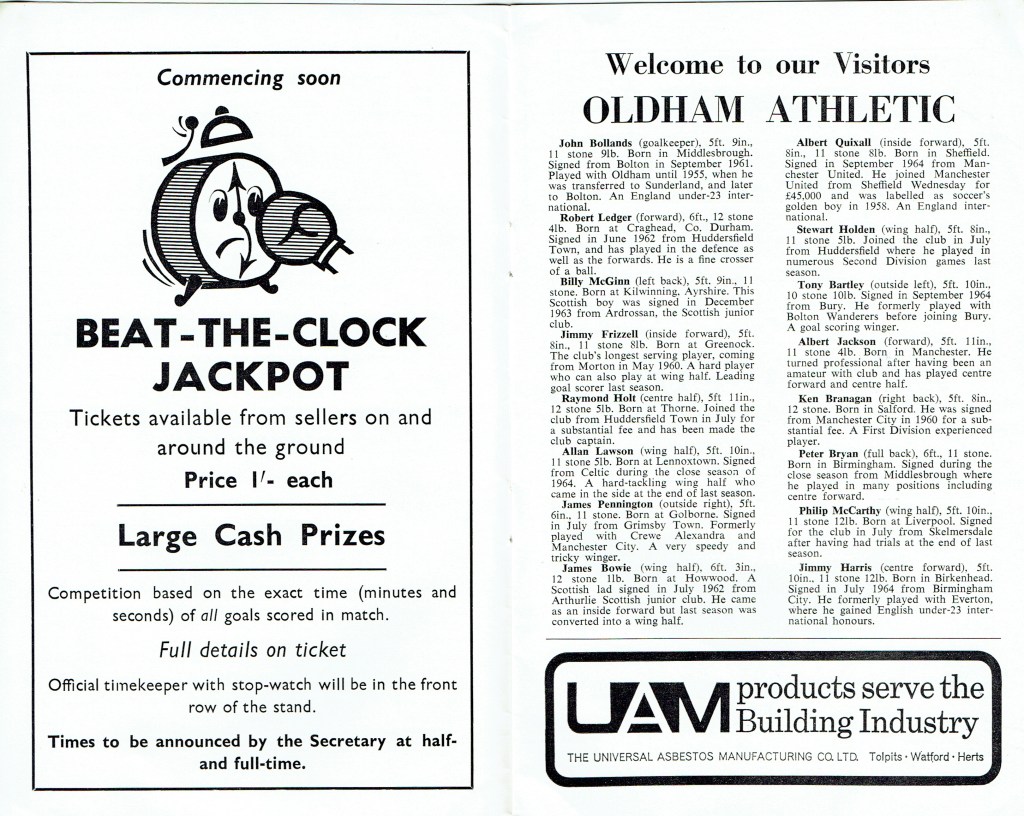 Commencing soon
BEAT-THE-CLOCK
JACKPOT
Tickets available from sellers on and
around the ground
Price 1/- each
Large Cash Prizes
Competition based on the exact time (minutes and
seconds) of all goals scored in match.
Full details on ticket
Official timekeeper with stop-watch will be in the front
row of the stand.
Times to be announced by the Secretary at half-
and full-time.
Welcome to our Visitors
OLDHAM ATHLETIC
John Bollands (goalkeeper), 5ft. 9in.,
11 stone 9lb. Born in Middlesbrough.
Signed from Bolton in September 1961.
Played with Oldham until 1955, when he
was transferred to Sunderland, and later
to Bolton. An England under-23 inter-
national.
Robert Ledger (forward), 6ft., 12 stone
4lb. Born at Craghead, Co. Durham.
Signed in June 1962 from Huddersfield
Town, and has played in the defence as
well as the forwards. He is a fine crosser
of a ball.
Billy McGinn (left back), 5ft. 9in., 11
stone. Born at Kilwinning, Ayrshire. This
Scottish boy was signed in December
1963 from Ardrossan, the Scottish junior
club.
Jimmy Frizzell (inside forward), 5ft.
8in., 11 stone 8lb. Born at Greenock.
The club's longest serving player, coming
from Morton in May 1960. A hard player
who can also play at wing half. Leading
goal scorer last season.
Raymond Holt (centre half), 5ft 11in.,
12 stone 5lb. Born at Thorne. Joined the
club from Huddersfield Town in July for
a substantial fee and has been made the
club captain.
Allan Lawson (wing half), 5ft. 10in.,
11 stone 5lb. Born at Lennoxtown. Signed
from Celtic during the close season of
1964. A hard-tackling wing half who
came in the side at the end of last season.
James Pennington (outside right), 5ft.
6in., 11 stone. Born at Golborne. Signed
in July from Grimsby Town. Formerly
played with Crewe Alexandra and
Manchester City. A very speedy and
tricky winger.
James Bowie (wing half), 6ft. 3in.,
12 stone 1lb. Born at Howwood. A
Scottish lad signed in July 1962 from
Arthurlie Scottish junior club. He came
as an inside forward but last season was
converted into a wing half.
Albert Quixall (inside forward), 5ft.
8in., 11 stone 8lb. Born in Sheffield.
Signed in September 1964 from Man-
chester United. He joined Manchester
United from Sheffield Wednesday for
£45,000 and was labelled as soccer's
golden boy in 1958. An England inter-
national.
Stewart Holden (wing half), 5ft. 8in.,
11 stone 5lb. Joined the club in July
from Huddersfield where he played in
numerous Second Division games last
season.
Tony Bartley (outside left), 5ft. 10in.,
10 stone 10lb. Signed in September 1964
from Bury. He formerly played with
Bolton Wanderers before joining Bury.
A goal scoring winger.
Albert Jackson (forward), 5ft. 11in.,
11 stone 4lb. Born in Manchester. He
turned professional after having been an
amateur with club and has played centre
forward and centre half.
Ken Branagan (right back), 5ft. 8in.,
12 stone. Born in Salford. He was signed
from Manchester City in 1960 for a sub-
stantial fee. A First Division experienced
player.
Peter Bryan (full back), 6ft., 11 stone.
Born in Birmingham. Signed during the
close season from Middlesbrough where
he played in many positions including
centre forward.
Philip McCarthy (wing half), 5ft. 10in.,
11 stone 12lb. Born at Liverpool. Signed
for the club in July from Skelmersdale
after having had trials at the end of last
season.
Jimmy Harris (centre forward), 5ft.
10in., 11 stone 12lb. Born in Birkenhead.
Signed in July 1964 from Birmingham
City. He formerly played with Everton,
where he gained English under-23 inter-
national honours.
UAM products serve the
Building Industry
THE UNIVERSAL ASBESTOS MANUFACTURING CO. LTD. Tolpits · Watford · Herts